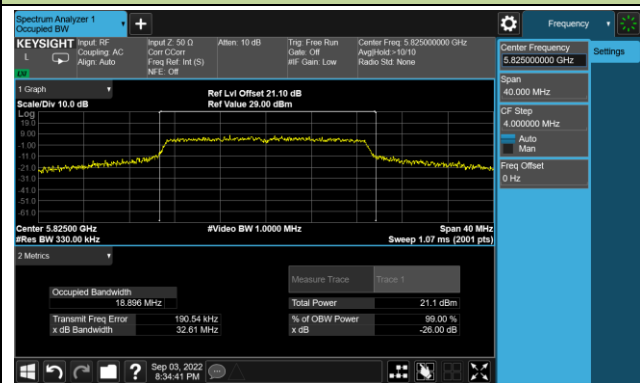 Spectrum Analyzer 1
Occupied BW
Frequency
KEYSIGHT
L
Input: RF
Coupling: AC
Align: Auto
Input Z: 50 Ω
Corr CCorr
Freq Ref: Int (S)
NFE: Off
Atten: 10 dB
Trig: Free Run
Gate: Off
#IF Gain: Low
Center Freq: 5.825000000 GHz
Avg|Hold:>10/10
Radio Std: None
Center Frequency
5.825000000 GHz
Settings
Span
40.000 MHz
CF Step
4.000000 MHz
Auto
Man
Freq Offset
0 Hz
1 Graph
Scale/Div 10.0 dB
Ref Lvl Offset 21.10 dB
Ref Value 29.00 dBm
Log
19.0
9.00
-1.00
-11.0
-21.0
-31.0
-41.0
-51.0
-61.0
Center 5.82500 GHz
#Video BW 1.0000 MHz
Span 40 MHz
#Res BW 330.00 kHz
Sweep 1.07 ms (2001 pts)
2 Metrics
Measure Trace
Trace 1
Occupied Bandwidth
18.896 MHz
Total Power
21.1 dBm
Transmit Freq Error
190.54 kHz
% of OBW Power
99.00 %
x dB Bandwidth
32.61 MHz
x dB
-26.00 dB
?
Sep 03, 2022
8:34:41 PM